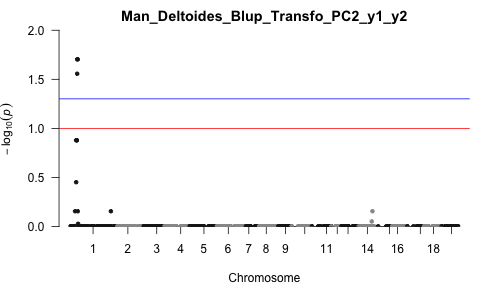 Man_Deltoides_Blup_Transfo_PC2_y1_y2
2.0
1.5
1.0
0.5
0.0
− log10(p)
1 2 3 4 5 6 7 8 9 11 14 16 18
Chromosome